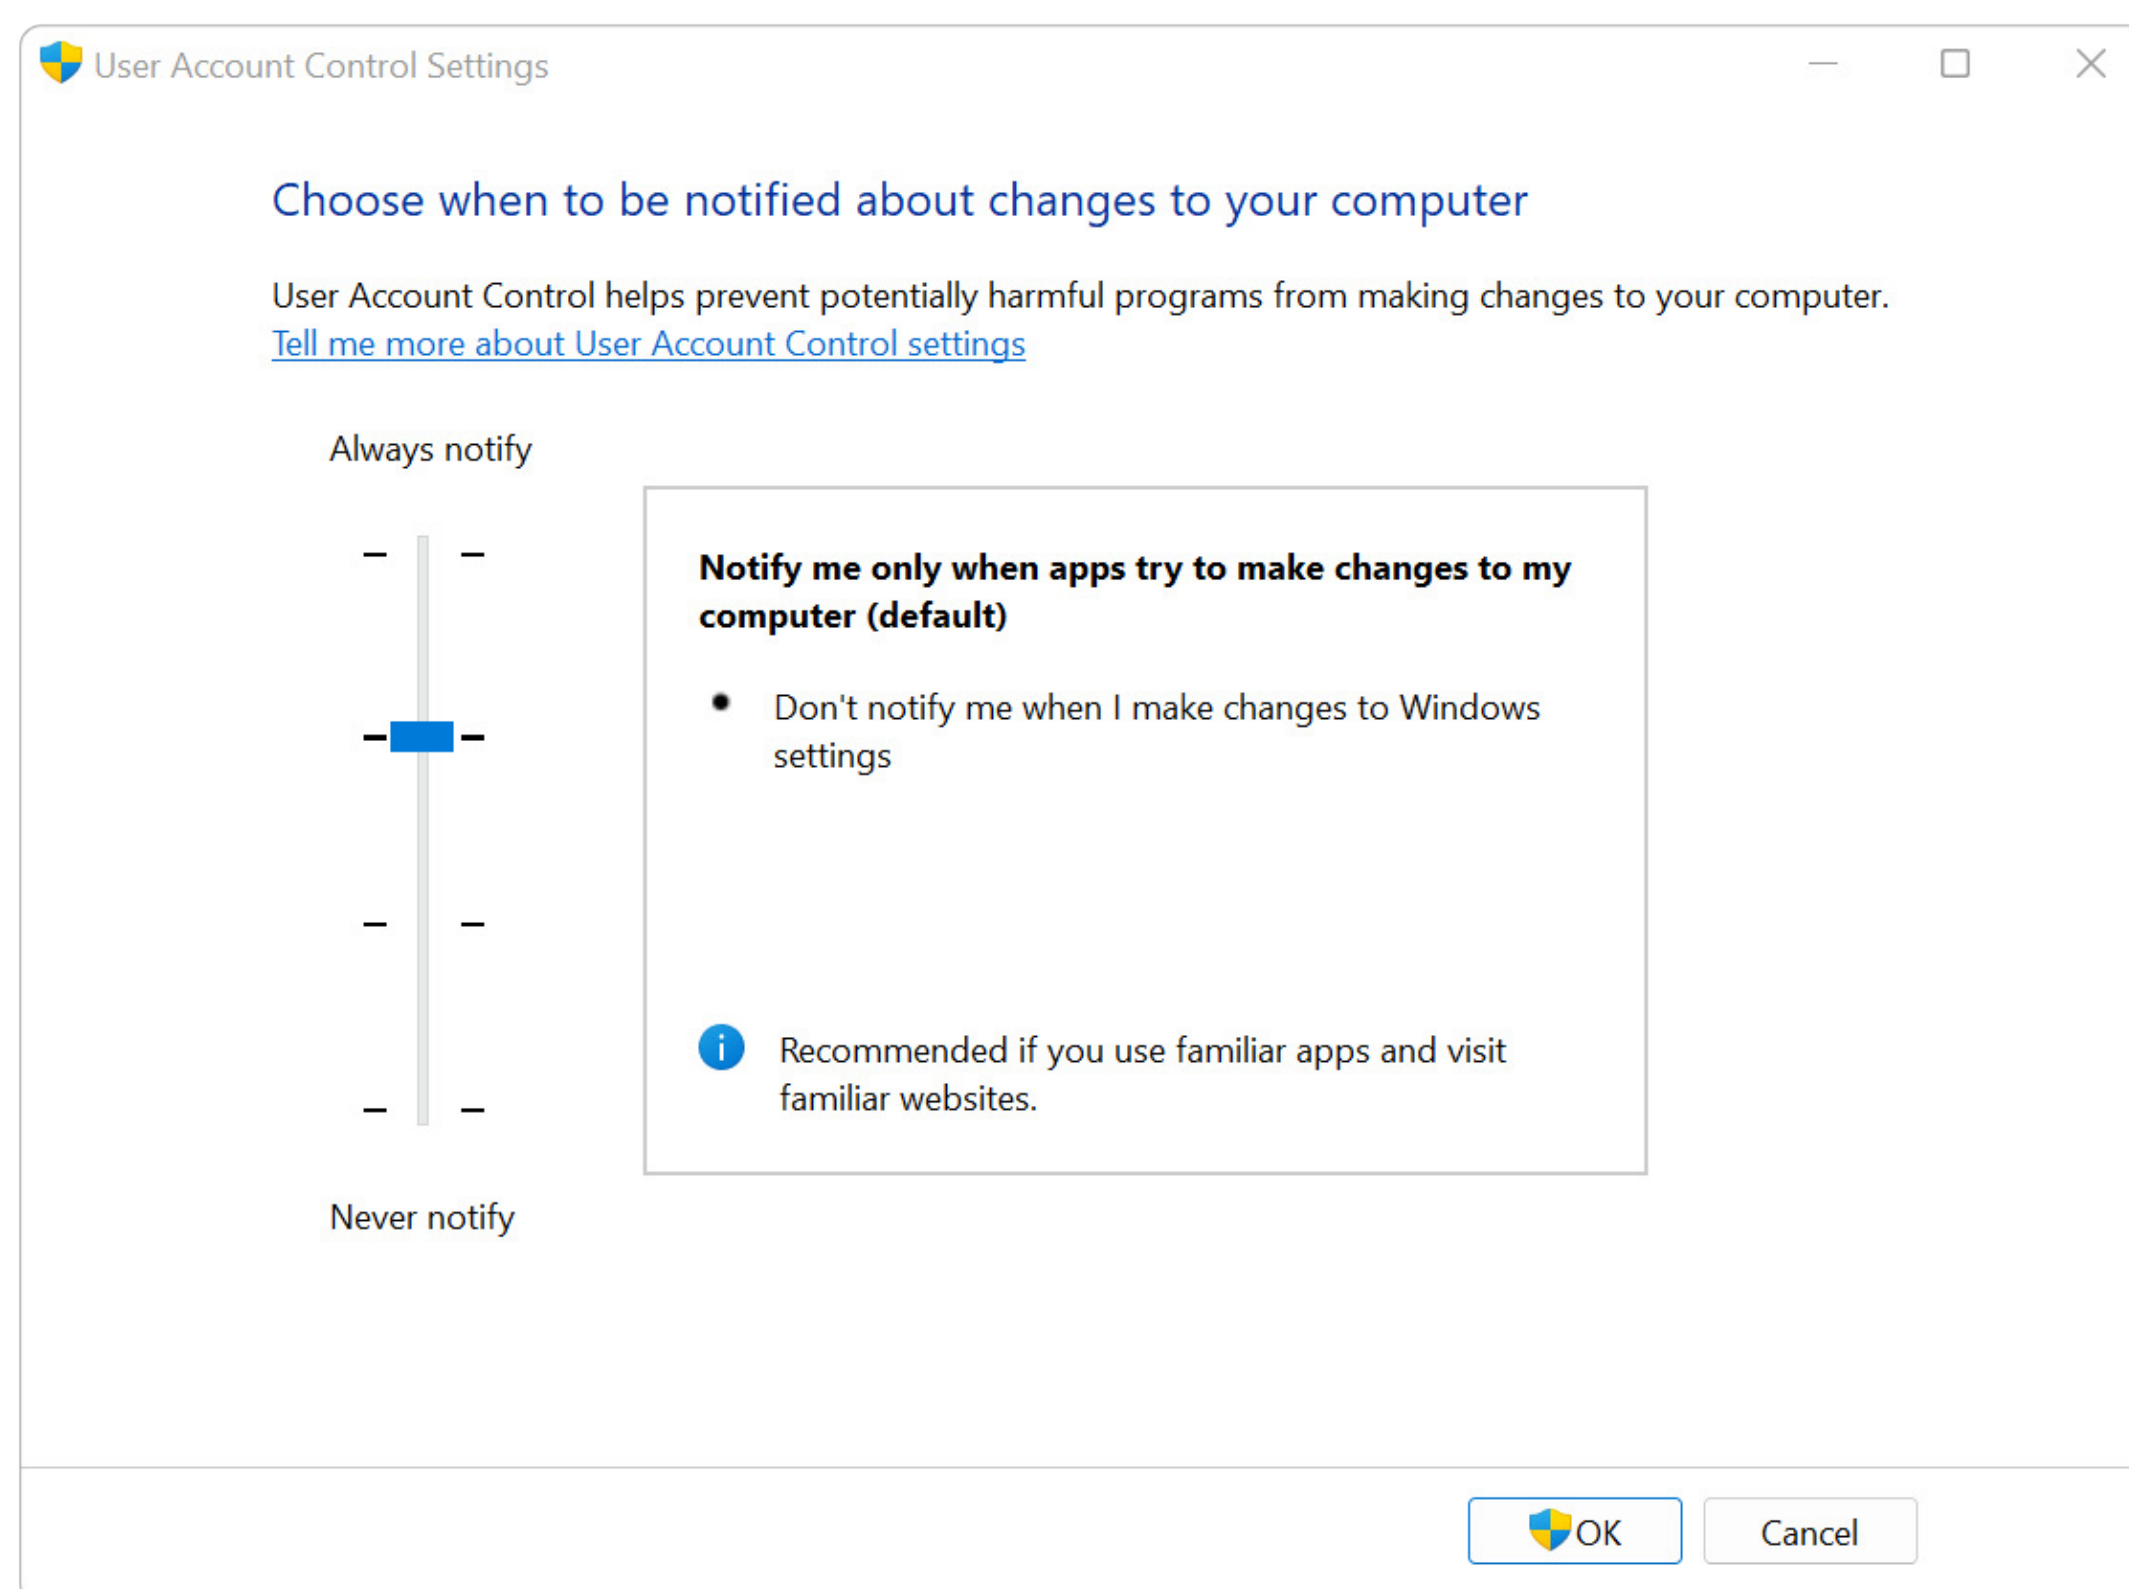 User Account Control Settings
Choose when to be notified about changes to your computer
User Account Control helps prevent potentially harmful programs from making changes to your computer.
Tell me more about User Account Control settings
Always notify
Notify me only when apps try to make changes to my
computer (default)
Don't notify me when I make changes to Windows
settings
Recommended if you use familiar apps and visit
familiar websites.
Never notify
OK
Cancel